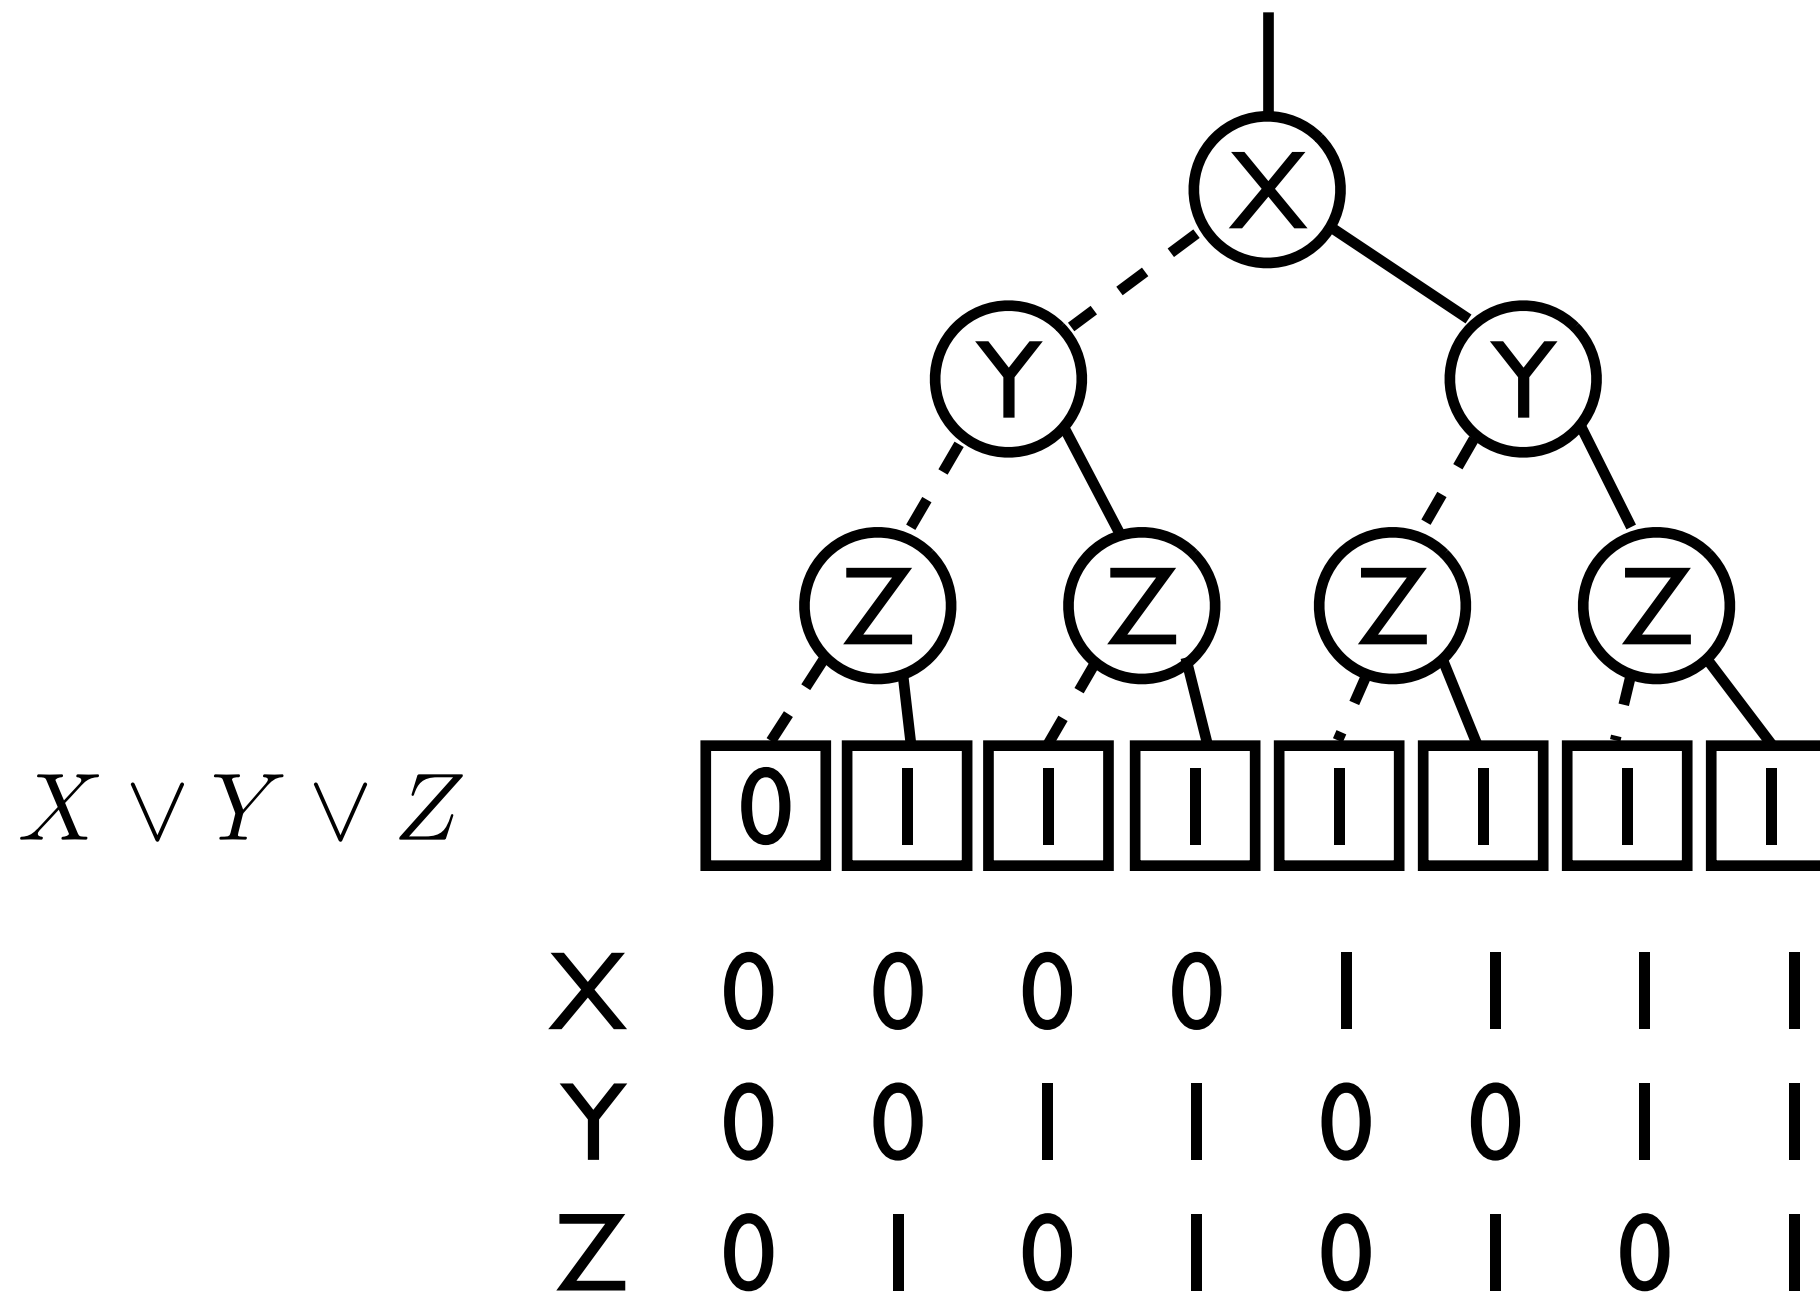 X
Y Y
Z Z Z Z
X ∨ Y ∨ Z 0 1 1 1 1 1 1 1
X 0 0 0 0 1 1 1 1
Y 0 0 1 1 0 0 1 1
Z 0 1 0 1 0 1 0 1